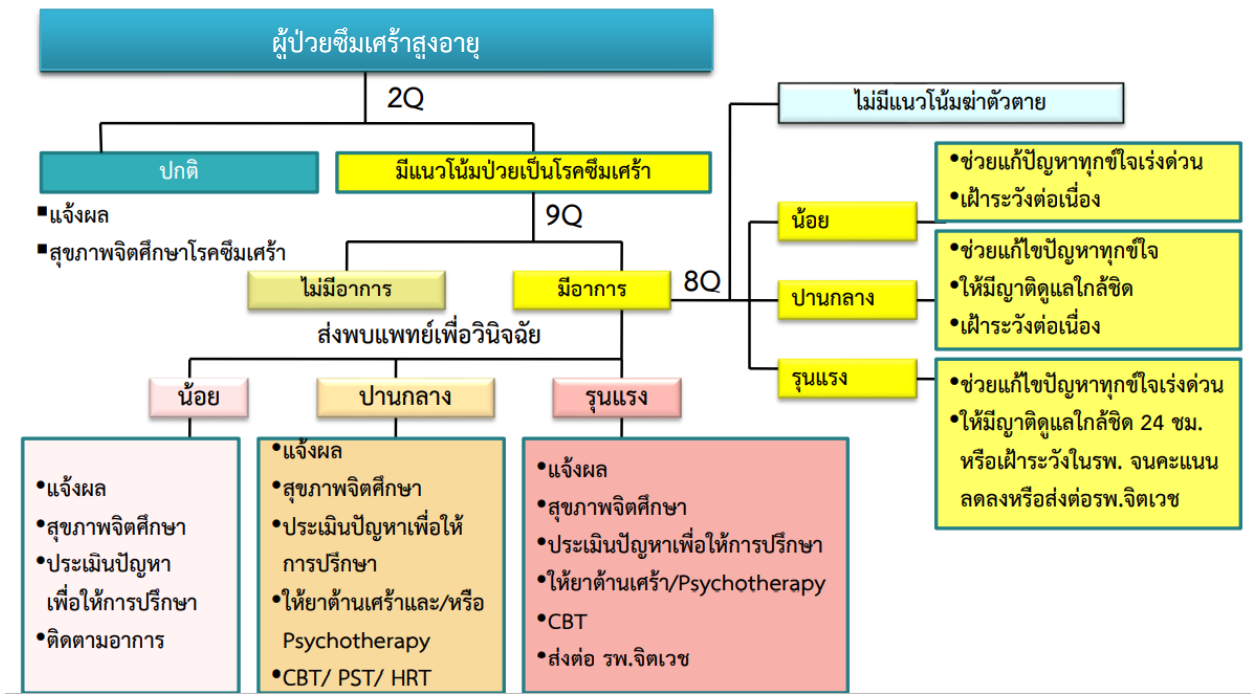 ผู้ป่วยซึมเศร้าสูงอายุ
2Q
ปกติ
มีแนวโน้มป่วยเป็นโรคซึมเศร้า
▪แจ้งผล
▪สุขภาพจิตศึกษาโรคซึมเศร้า
9Q
ไม่มีอาการ
มีอาการ
8Q
ไม่มีแนวโน้มฆ่าตัวตาย
น้อย
•ช่วยแก้ปัญหาทุกข์ใจเร่งด่วน
•เฝ้าระวังต่อเนื่อง
ปานกลาง
•ช่วยแก้ไขปัญหาทุกข์ใจ
•ให้มีญาติดูแลใกล้ชิด
•เฝ้าระวังต่อเนื่อง
รุนแรง
•ช่วยแก้ไขปัญหาทุกข์ใจเร่งด่วน
•ให้มีญาติดูแลใกล้ชิด 24 ชม.
หรือเฝ้าระวังในรพ. จนคะแนน
ลดลงหรือส่งต่อรพ.จิตเวช
ส่งพบแพทย์เพื่อวินิจฉัย
น้อย
•แจ้งผล
•สุขภาพจิตศึกษา
•ประเมินปัญหา
เพื่อให้การปรึกษา
•ติดตามอาการ
ปานกลาง
•แจ้งผล
•สุขภาพจิตศึกษา
•ประเมินปัญหาเพื่อให้
การปรึกษา
•ให้ยาต้านเศร้าและ/หรือ
Psychotherapy
•CBT/ PST/ HRT
รุนแรง
•แจ้งผล
•สุขภาพจิตศึกษา
•ประเมินปัญหาเพื่อให้การปรึกษา
•ให้ยาต้านเศร้า/Psychotherapy
•CBT
•ส่งต่อ รพ.จิตเวช